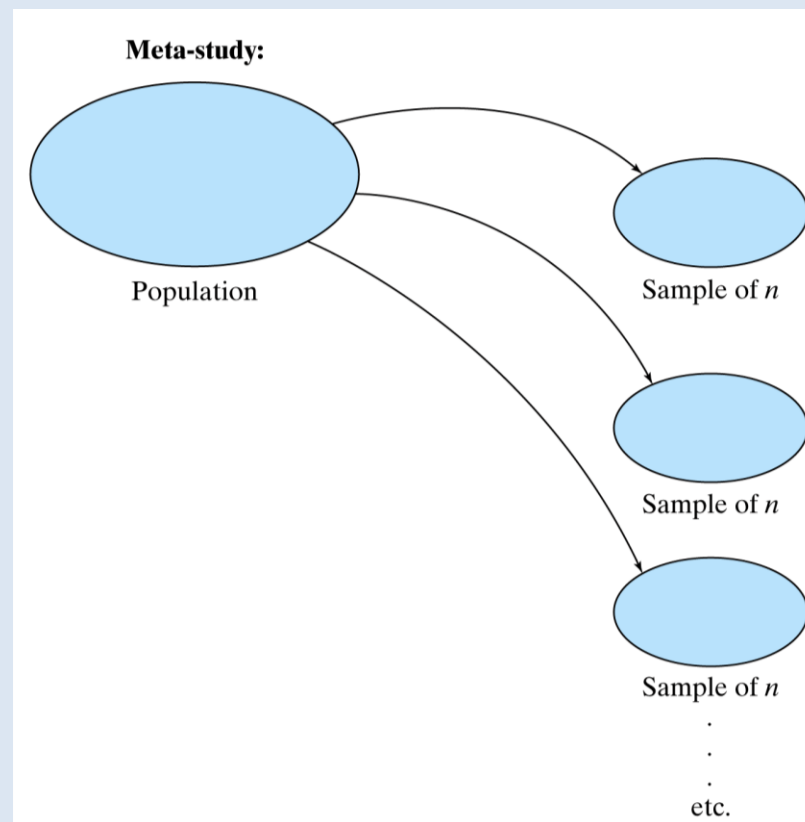 Meta-study:
Population
Sample of n
Sample of n
Sample of n
.
.
.
etc.